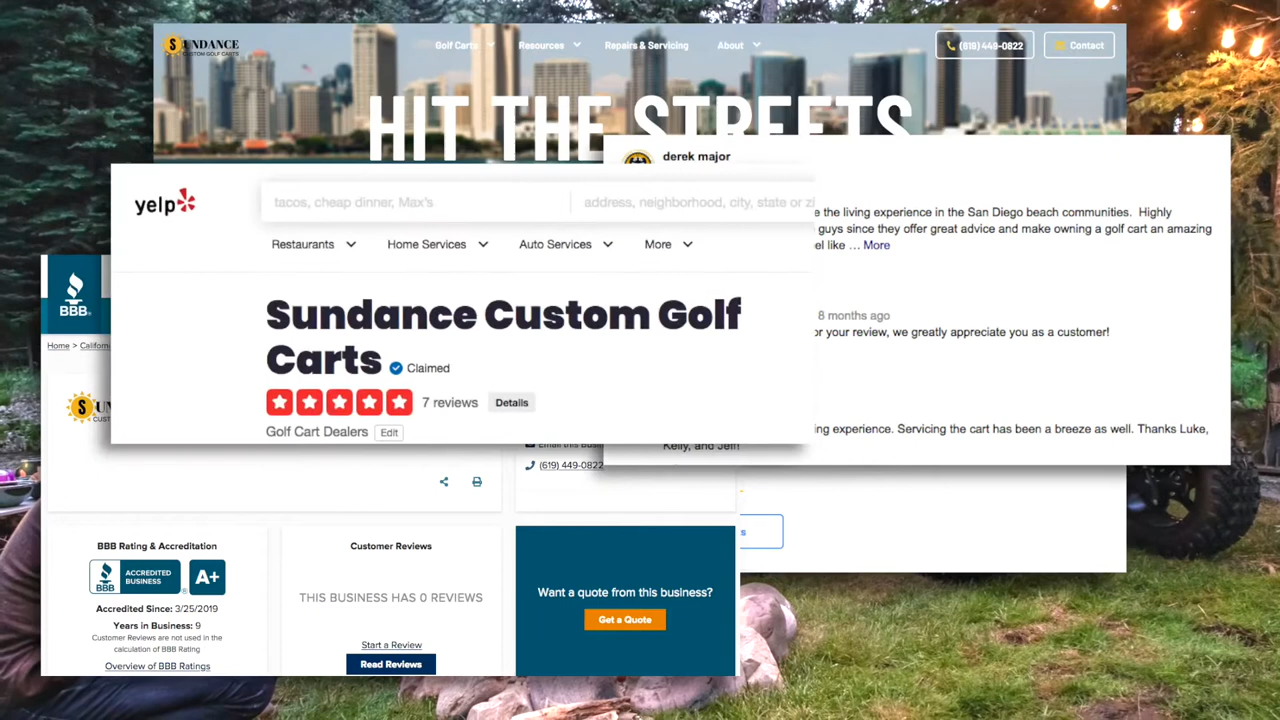 SUNDANCE
CUSTOM GOLF CARTS
Golf Carts
Resources
Repairs & Servicing
About
(619) 449-0822
Contact
HIT THE STREETS
derek major
yelp
tacos, cheap dinner, Max's
address, neighborhood, city, state or zi
Restaurants
Home Services
Auto Services
More
e the living experience in the San Diego beach communities. Highly
guys since they offer great advice and make owning a golf cart an amazing
el like … More
Sundance Custom Golf
Carts
Claimed
7 reviews
Details
Golf Cart Dealers
Edit
8 months ago
or your review, we greatly appreciate you as a customer!
ing experience. Servicing the cart has been a breeze as well. Thanks Luke,
Kelly, and Jeff!
BBB
Home > Californ
SUN
CUST
Email this Busi
(619) 449-0822
BBB Rating & Accreditation
BBB
ACCREDITED
BUSINESS
A+
Accredited Since: 3/25/2019
Years in Business: 9
Customer Reviews are not used in the
calculation of BBB Rating
Overview of BBB Ratings
Customer Reviews
THIS BUSINESS HAS 0 REVIEWS
Start a Review
Read Reviews
Want a quote from this business?
Get a Quote